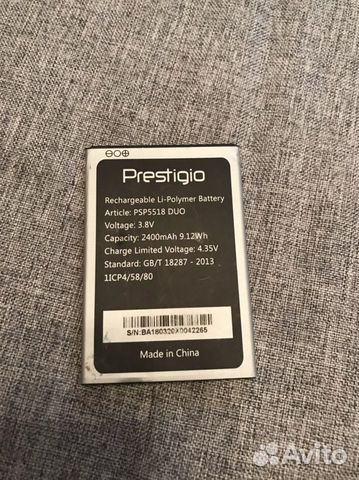 Prestigio
Rechargeable Li-Polymer Battery
Article: PSP5518 DUO
Voltage: 3.8V
Capacity: 2400mAh 9.12Wh
Charge Limited Voltage: 4.35V
Standard: GB/T 18287 - 2013
1ICP4/58/80
S/N:BA180320X0042265
Made in China
Avito